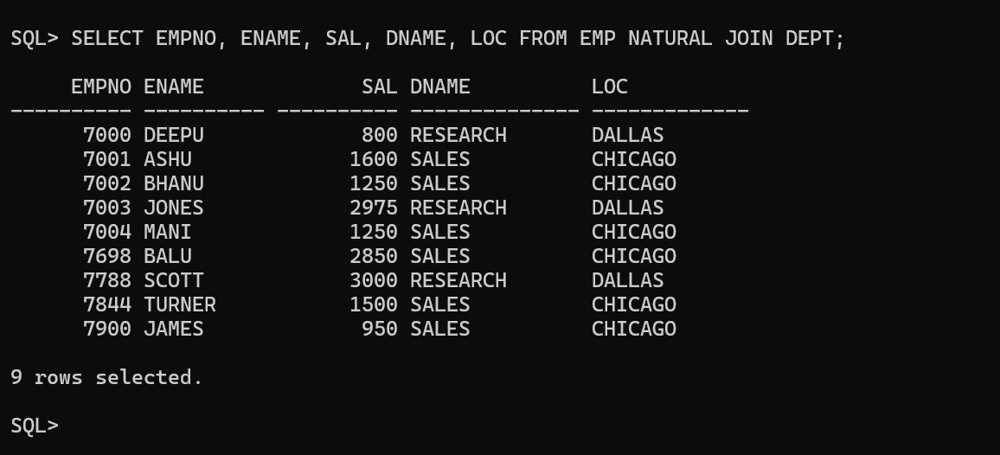 SQL> SELECT EMPNO, ENAME, SAL, DNAME, LOC FROM EMP NATURAL JOIN DEPT;

     EMPNO ENAME             SAL DNAME          LOC
---------- ---------- ---------- -------------- -------------
      7000 DEEPU             800 RESEARCH       DALLAS
      7001 ASHU             1600 SALES          CHICAGO
      7002 BHANU            1250 SALES          CHICAGO
      7003 JONES            2975 RESEARCH       DALLAS
      7004 MANI             1250 SALES          CHICAGO
      7698 BALU             2850 SALES          CHICAGO
      7788 SCOTT            3000 RESEARCH       DALLAS
      7844 TURNER           1500 SALES          CHICAGO
      7900 JAMES             950 SALES          CHICAGO

9 rows selected.

SQL>